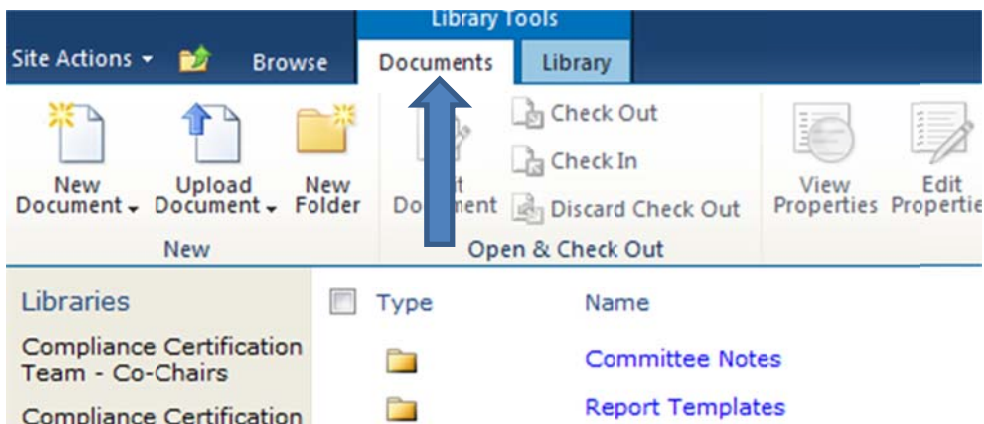 Library Tools
Site Actions Browse Documents Library
Check Out
Check In
Discard Check Out
New Document
Upload Document
New Folder
View Properties
Edit
New
Open & Check Out
Libraries
Type Name
Compliance Certification
Team - Co-Chairs
Committee Notes
Compliance Certification
Report Templates